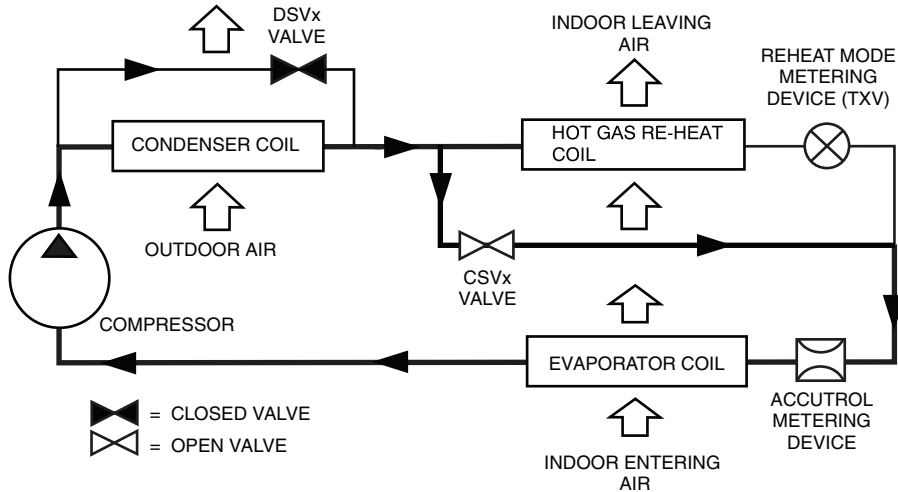 DSVx
VALVE
INDOOR LEAVING
AIR
REHEAT MODE
METERING
DEVICE (TXV)
CONDENSER COIL
HOT GAS RE-HEAT
COIL
OUTDOOR AIR
CSVx
VALVE
COMPRESSOR
EVAPORATOR COIL
ACCUTROL
METERING
DEVICE
= CLOSED VALVE
= OPEN VALVE
INDOOR ENTERING
AIR